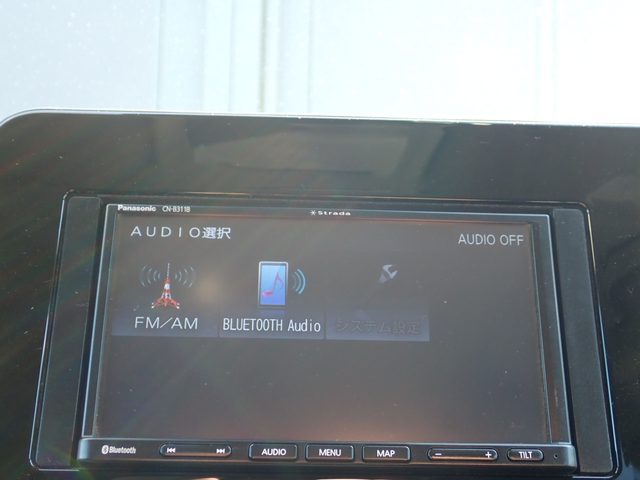 Panasonic CN-B311B
Strada
AUDIO選択
AUDIO OFF
FM/AM
BLUETOOTH Audio
システム設定
Bluetooth
AUDIO
MENU
MAP
− +
TILT